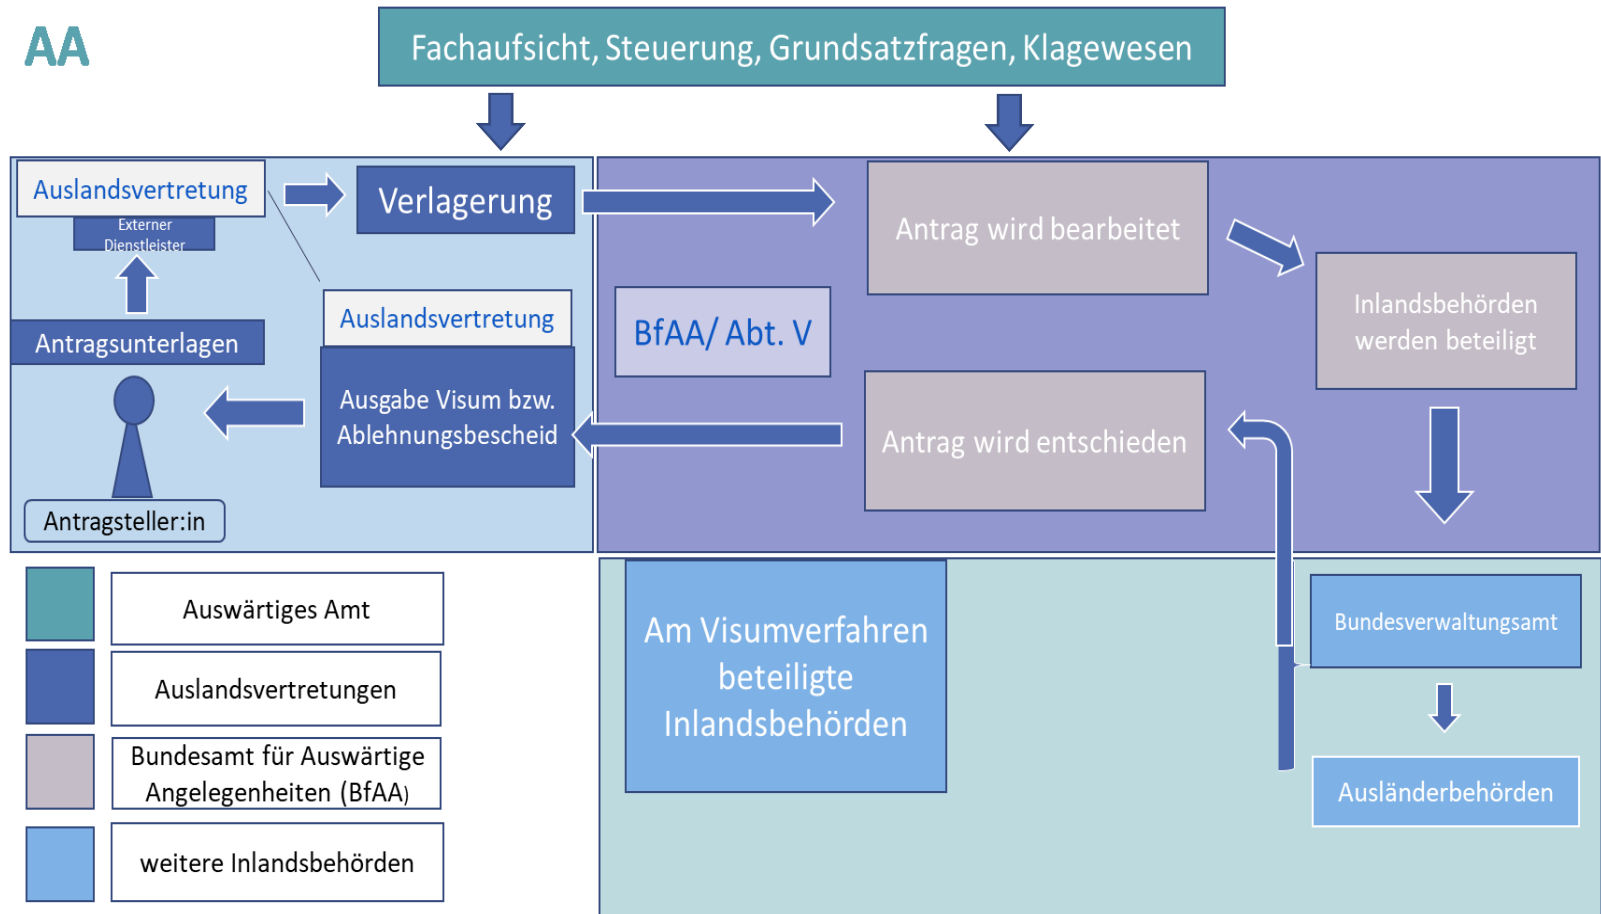 AA
Fachaufsicht, Steuerung, Grundsatzfragen, Klagewesen
Auslandsvertretung
Externer
Dienstleister
Verlagerung
Antragsunterlagen
Auslandsvertretung
Ausgabe Visum bzw.
Ablehnungsbescheid
Antragsteller:in
BfAA/ Abt. V
Antrag wird bearbeitet
Inlandsbehörden
werden beteiligt
Antrag wird entschieden
Am Visumverfahren
beteiligte
Inlandsbehörden
Bundesverwaltungsamt
Ausländerbehörden
Auswärtiges Amt
Auslandsvertretungen
Bundesamt für Auswärtige
Angelegenheiten (BfAA)
weitere Inlandsbehörden